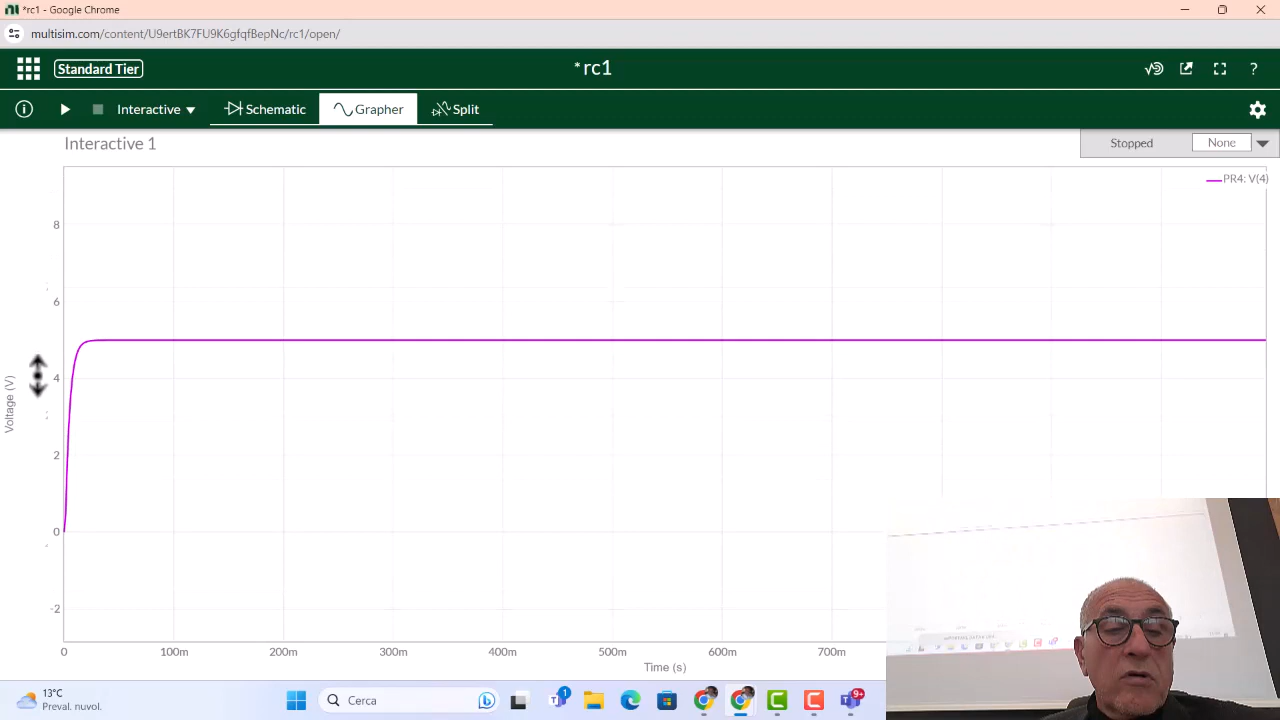 *rc1 - Google Chrome
multisim.com/content/U9ertBK7FU9K6gfqfBepNc/rc1/open/
Standard Tier
*rc1
?
Interactive
Schematic
Grapher
Split
Interactive 1
Stopped
None
PR4: V(4)
8
6
4
2
0
-2
Voltage (V)
0
100m
200m
300m
400m
500m
600m
700m
Time (s)
13°C
Preval. nuvol.
Cerca
1
9+